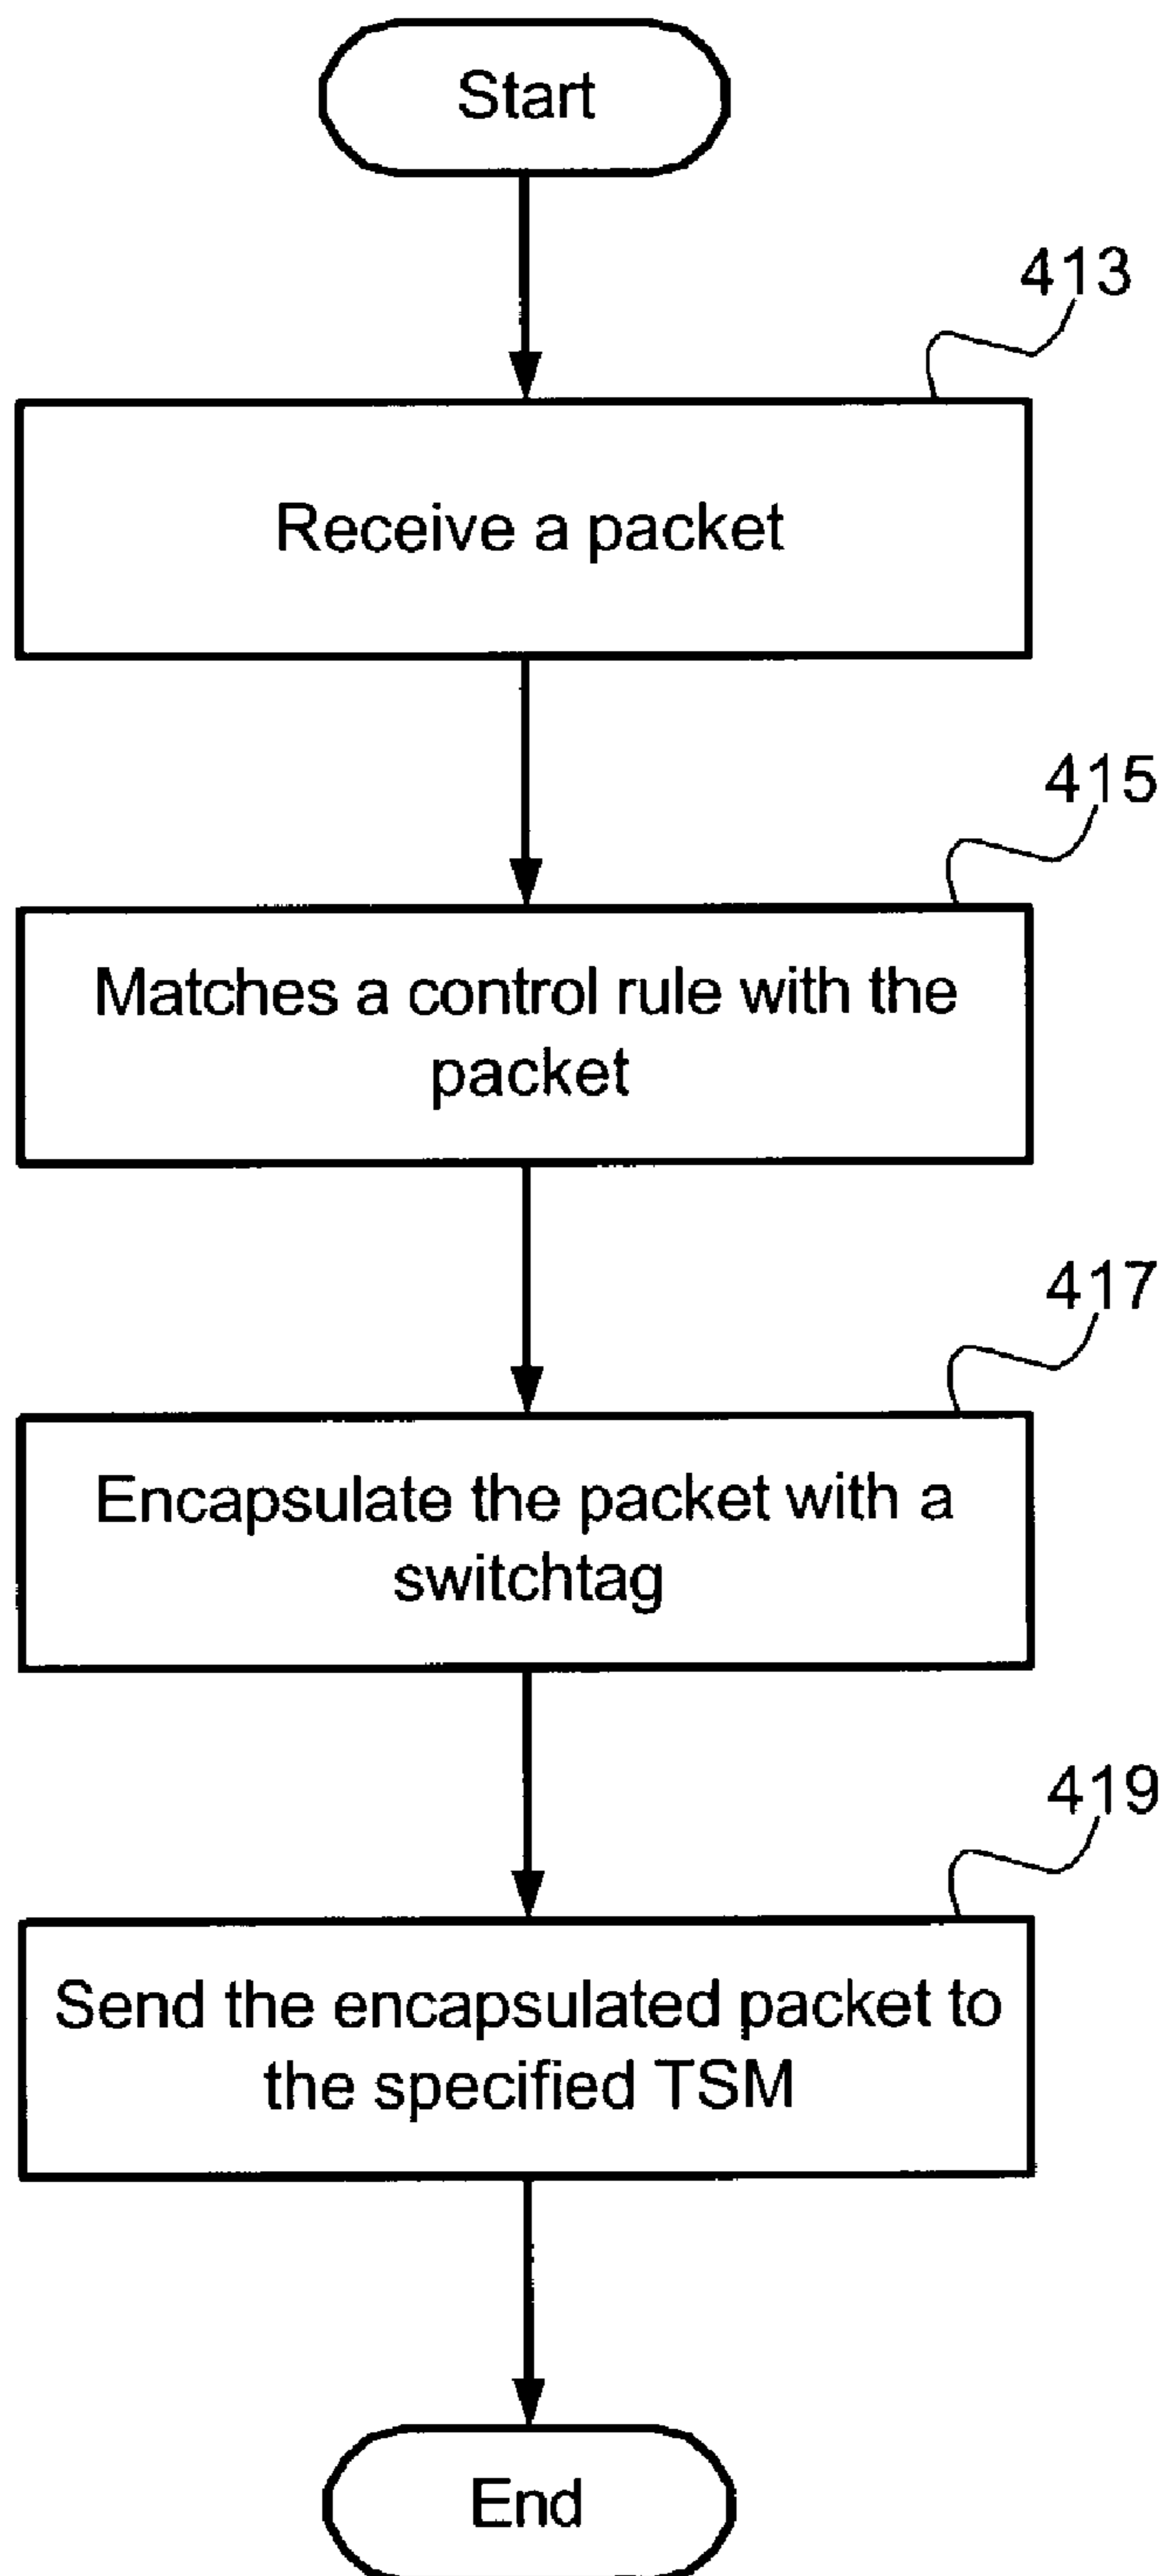 Start
413
Receive a packet
415
Matches a control rule with the
packet
417
Encapsulate the packet with a
switchtag
419
Send the encapsulated packet to
the specified TSM
End